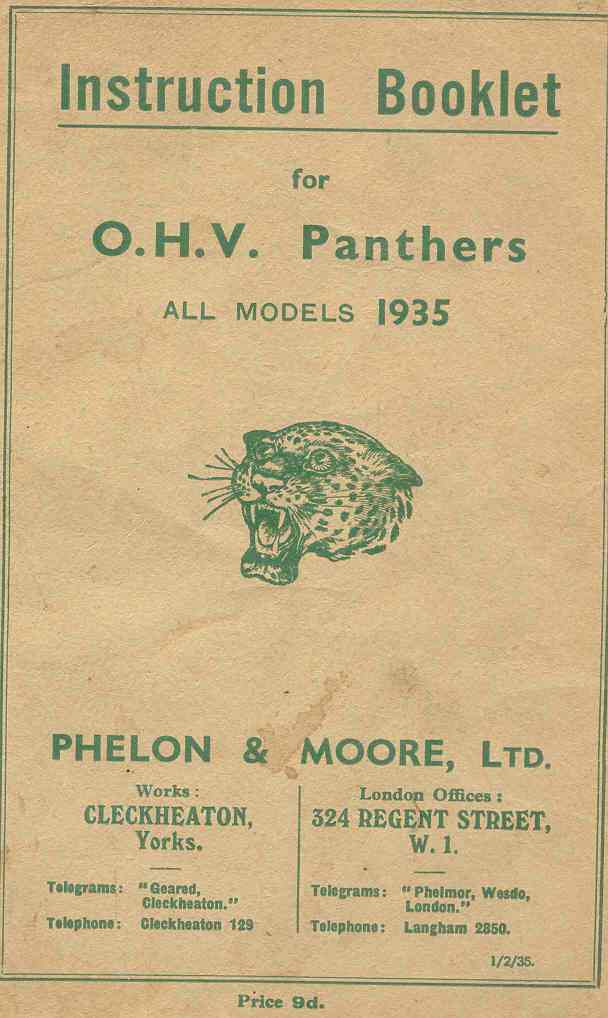 Instruction Booklet
for
O.H.V. Panthers
ALL MODELS 1935
PHELON & MOORE, LTD.
Works:
CLECKHEATON,
Yorks.
Telegrams: "Geared,
Cleckheaton."
Telephone: Cleckheaton 129
London Offices:
324 REGENT STREET,
W. 1.
Telegrams: "Phelmor, Wesdo,
London."
Telephone: Langham 2850.
1/2/35.
Price 9d.